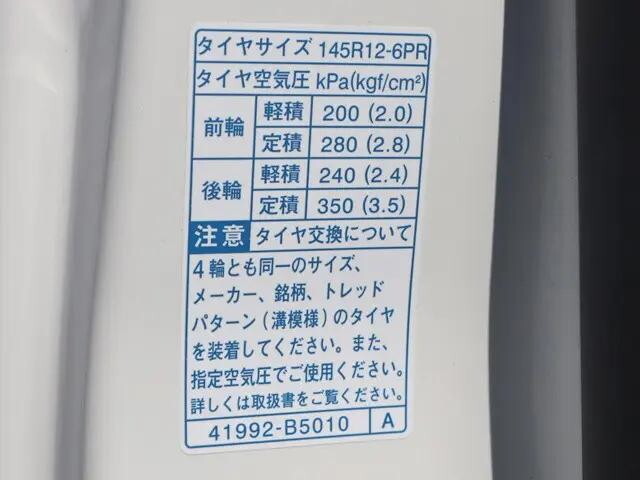 タイヤサイズ 145R12-6PR
タイヤ空気圧 kPa(kgf/cm²)
前輪 軽積 200 (2.0)
定積 280 (2.8)
後輪 軽積 240 (2.4)
定積 350 (3.5)
注意 タイヤ交換について
4輪とも同一のサイズ、
メーカー、銘柄、トレッド
パターン(溝模様)のタイヤ
を装着してください。また、
指定空気圧でご使用ください。
詳しくは取扱書をご覧ください。
41992-B5010 A